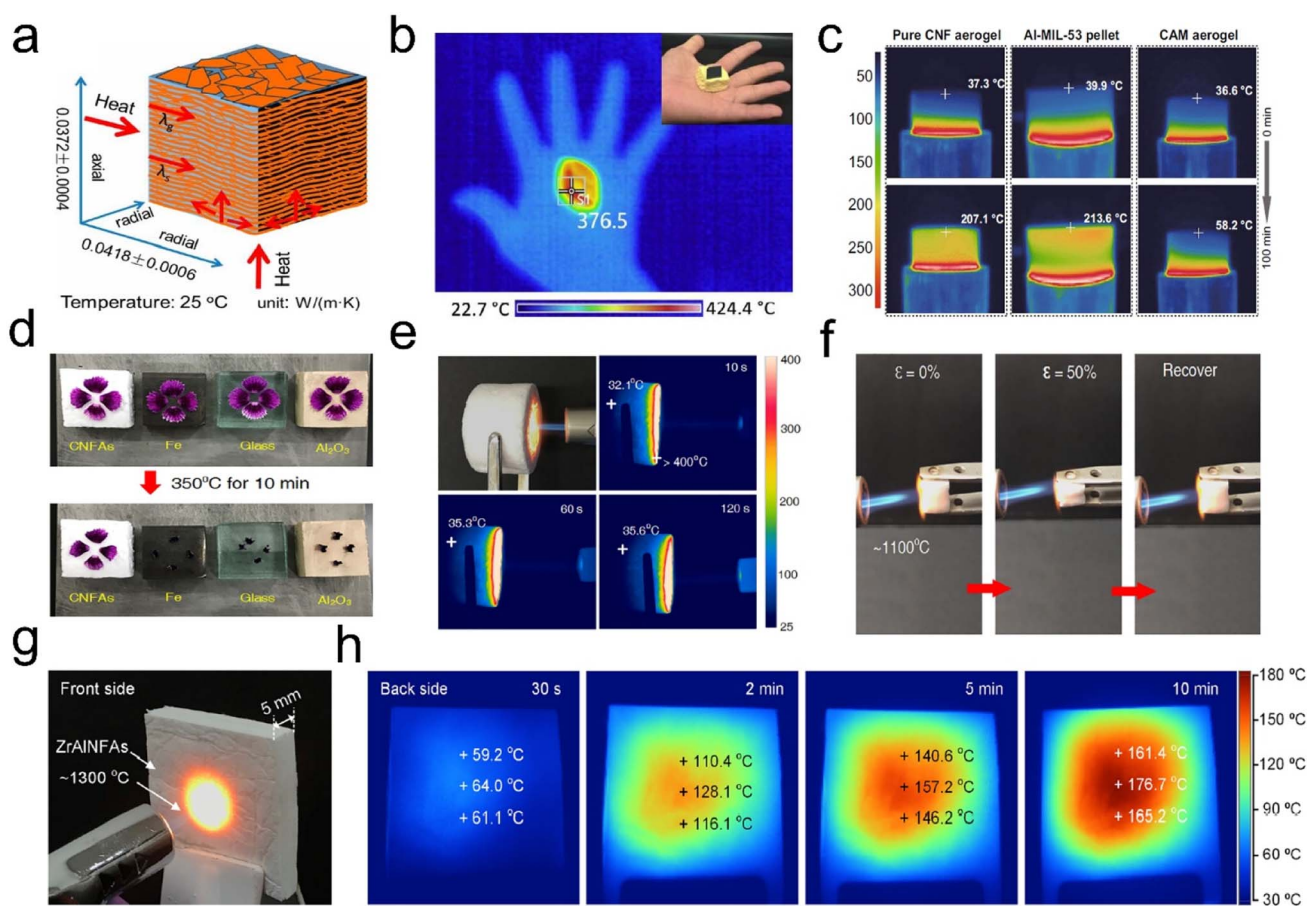 a
Heat
λg
λs
axial
0.0372±0.0004
radial
radial
0.0418±0.0006
Heat
Temperature: 25 °C
unit: W/(m·K)
b
S1
376.5
22.7 °C
424.4 °C
c
Pure CNF aerogel
Al-MIL-53 pellet
CAM aerogel
50
100
150
200
250
300
37.3 °C
39.9 °C
36.6 °C
207.1 °C
213.6 °C
58.2 °C
0 min
100 min
d
CNFAs
Fe
Glass
Al₂O₃
350°C for 10 min
CNFAs
Fe
Glass
Al₂O₃
e
10 s
32.1°C
> 400°C
60 s
35.3°C
120 s
35.6°C
400
300
200
100
25
f
ε = 0%
ε = 50%
Recover
~1100°C
g
Front side
5 mm
ZrAlNFAs
~1300 °C
h
Back side
30 s
+ 59.2 °C
+ 64.0 °C
+ 61.1 °C
2 min
+ 110.4 °C
+ 128.1 °C
+ 116.1 °C
5 min
+ 140.6 °C
+ 157.2 °C
+ 146.2 °C
10 min
+ 161.4 °C
+ 176.7 °C
+ 165.2 °C
180 °C
150 °C
120 °C
90 °C
60 °C
30 °C